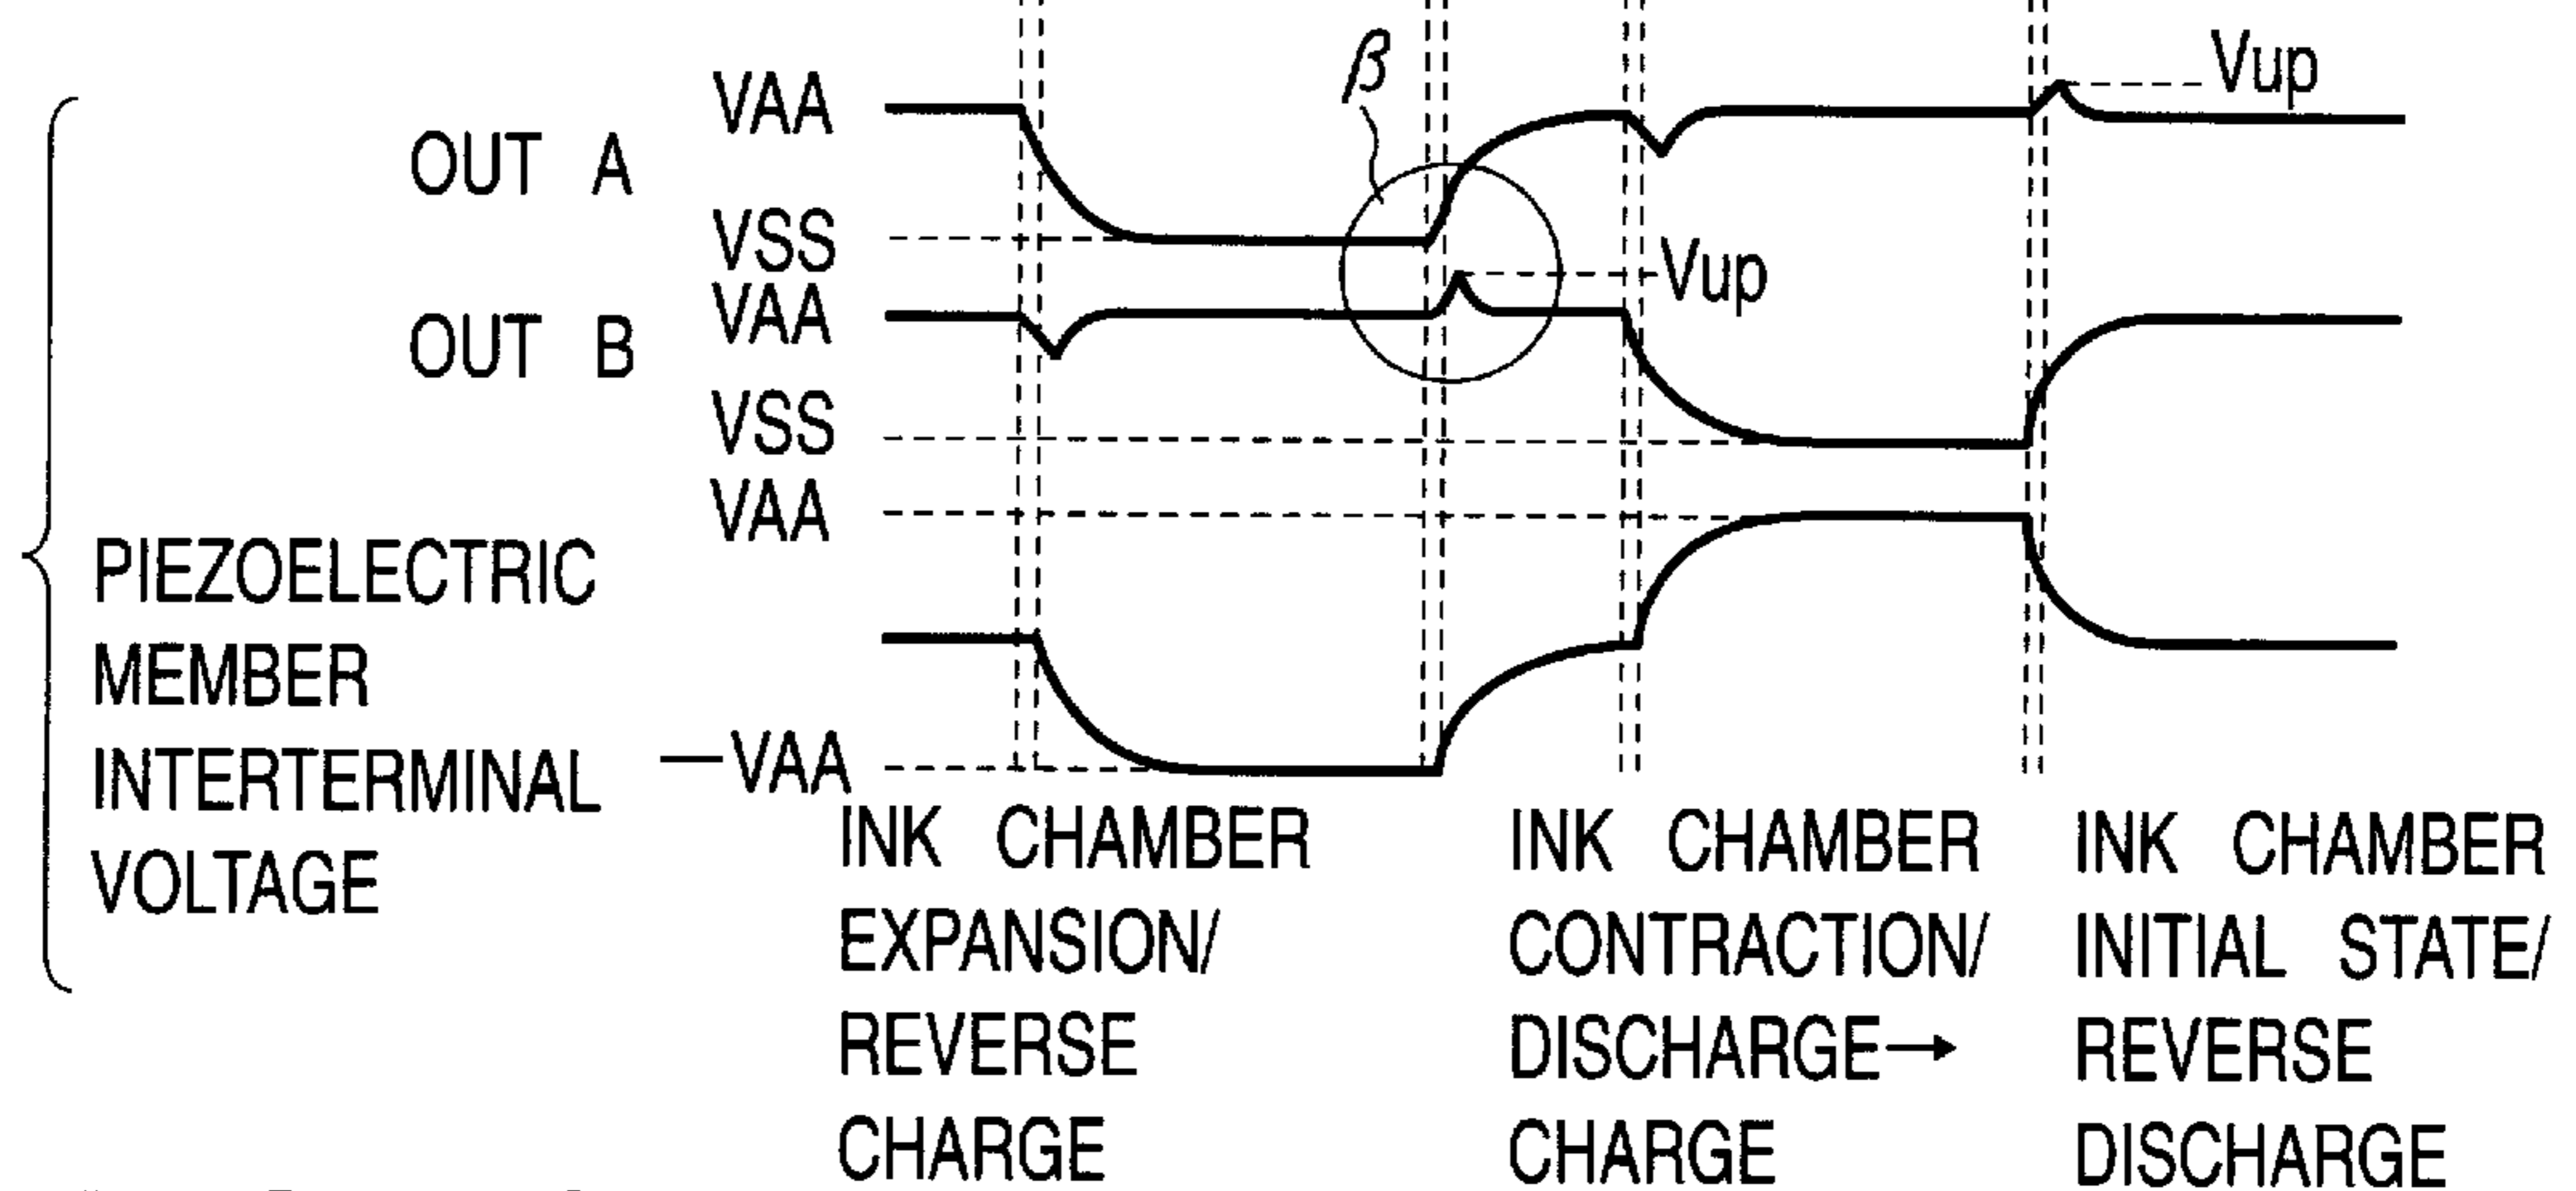 β
Vup
VAA
OUT A
VSS
Vup
VAA
OUT B
VSS
VAA
PIEZOELECTRIC
MEMBER
INTERTERMINAL
VOLTAGE
—VAA
INK CHAMBER
EXPANSION/
REVERSE
CHARGE
INK CHAMBER
CONTRACTION/
DISCHARGE→
CHARGE
INK CHAMBER
INITIAL STATE/
REVERSE
DISCHARGE